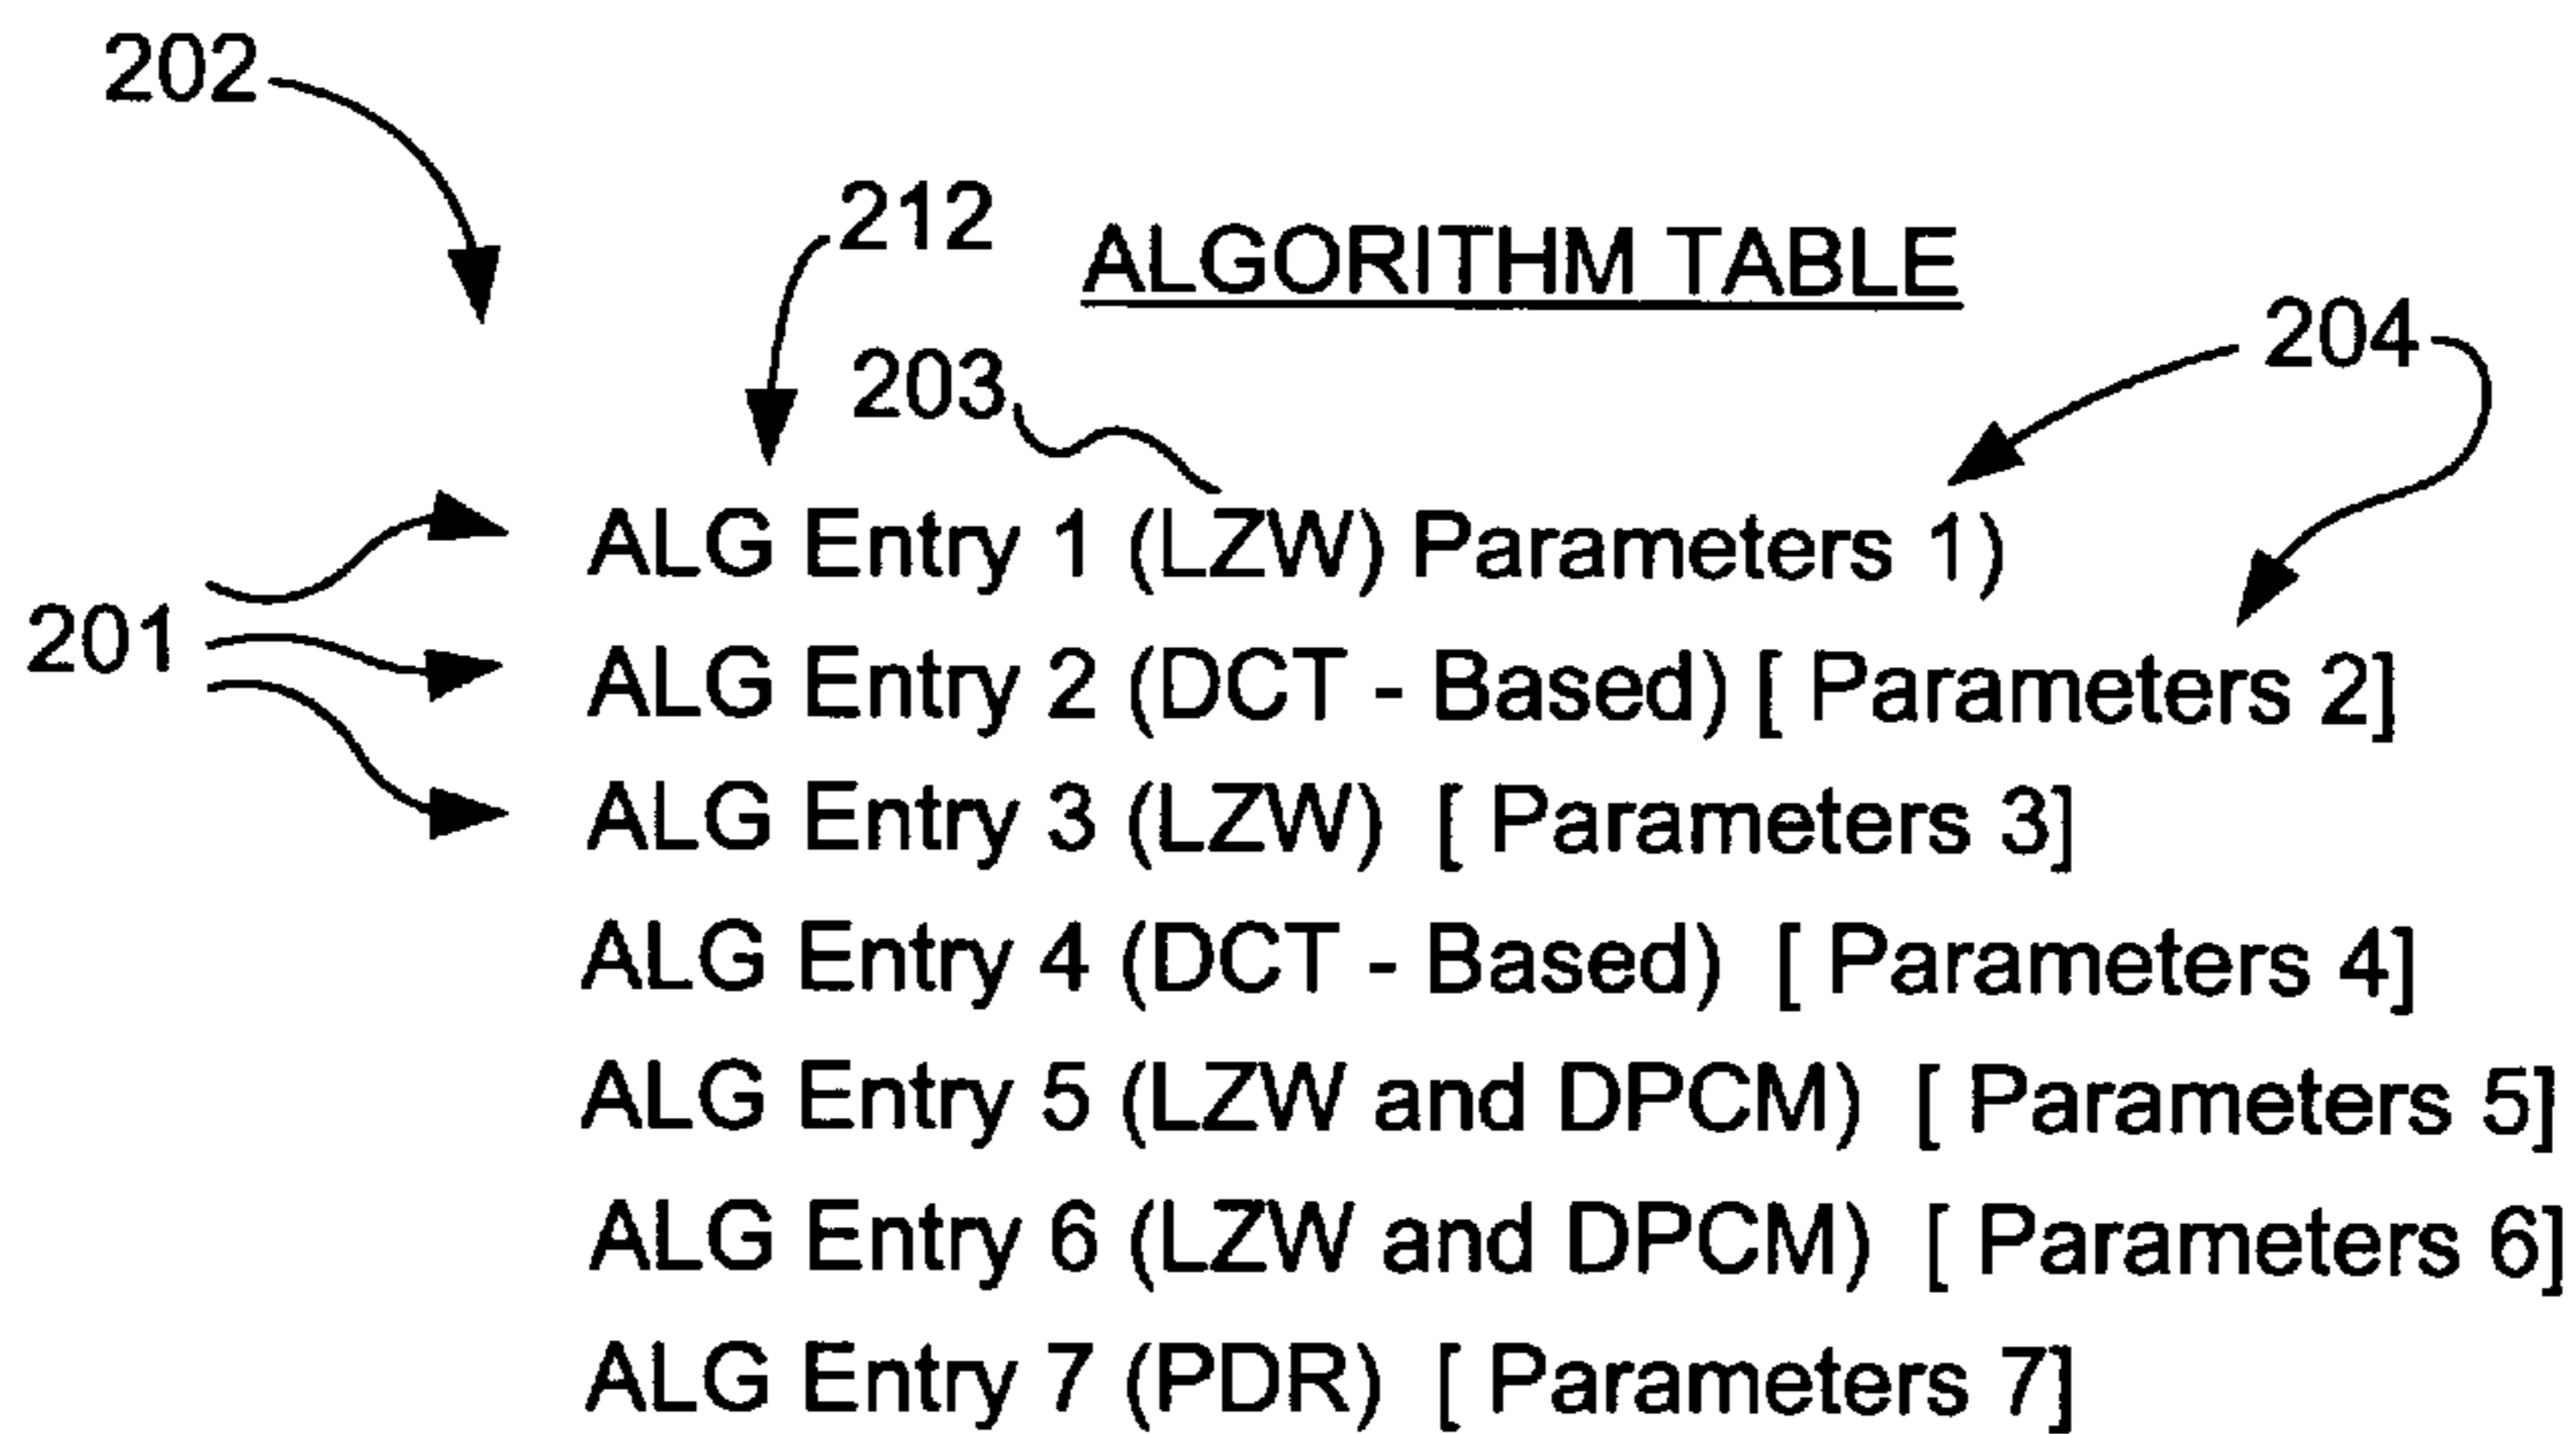 202
212
ALGORITHM TABLE
203
204
201
ALG Entry 1 (LZW) Parameters 1)
ALG Entry 2 (DCT - Based) [ Parameters 2]
ALG Entry 3 (LZW) [ Parameters 3]
ALG Entry 4 (DCT - Based) [ Parameters 4]
ALG Entry 5 (LZW and DPCM) [ Parameters 5]
ALG Entry 6 (LZW and DPCM) [ Parameters 6]
ALG Entry 7 (PDR) [ Parameters 7]